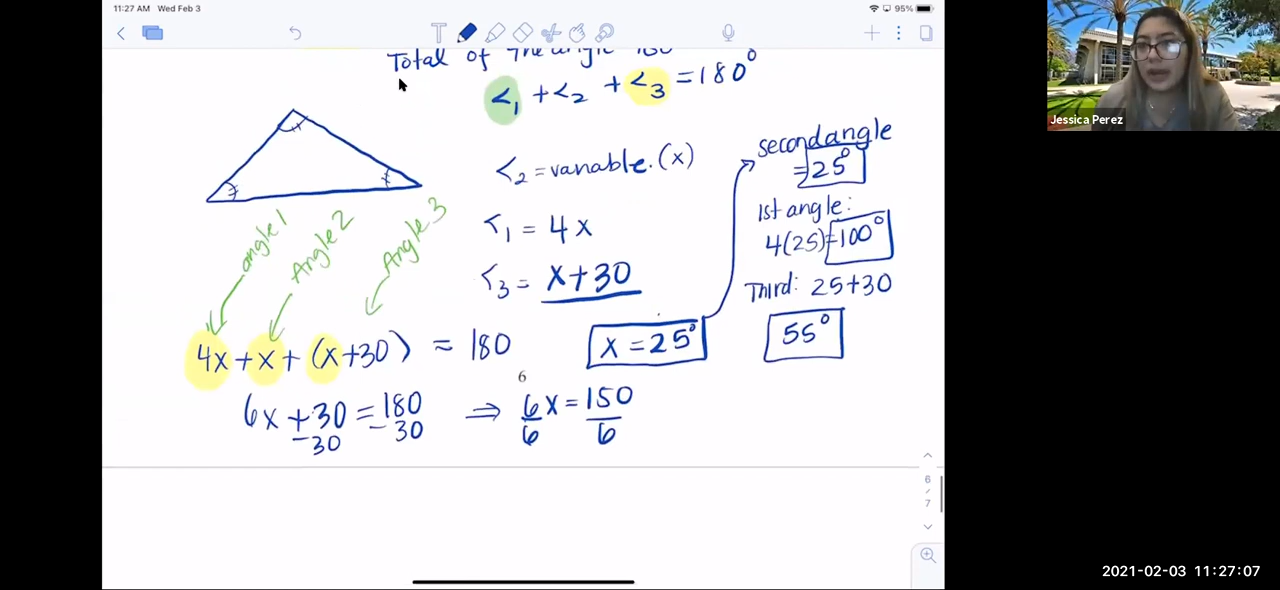 11:27 AM Wed Feb 3
95%
Total of the angle 180
<1 + <2 + <3 = 180°
<2 = variable. (x)
<1 = 4x
<3 = x+30
angle 1
Angle 2
Angle 3
4x + x + (x+30) = 180
6x + 30 = 180
-30 -30
⇒ 6x = 150
6 6
6
x = 25°
second angle
= 25°
1st angle:
4(25) = 100°
Third: 25+30
55°
6
/
7
Jessica Perez
2021-02-03 11:27:07